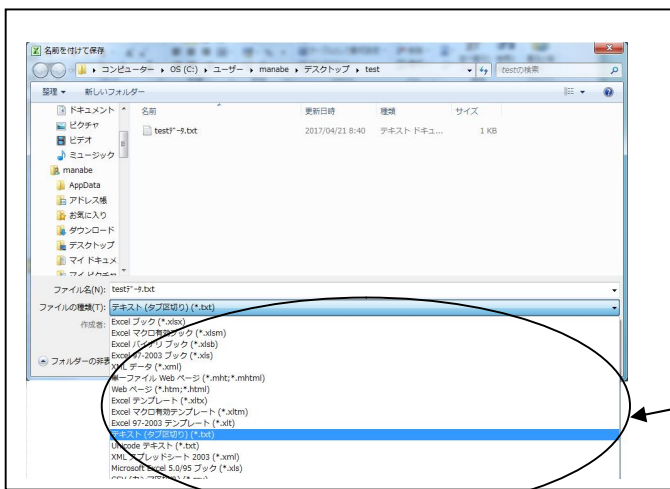 名前を付けて保存
コンピューター ▸ OS (C:) ▸ ユーザー ▸ manabe ▸ デスクトップ ▸ test
testの検索
整理 新しいフォルダー
ドキュメント
ピクチャ
ビデオ
ミュージック
manabe
AppData
アドレス帳
お気に入り
ダウンロード
デスクトップ
マイ ドキュメ
マイ ピクチャ
名前 更新日時 種類 サイズ
testデータ.txt 2017/04/21 8:40 テキスト ドキュ... 1 KB
ファイル名(N): testデータ.txt
ファイルの種類(T): テキスト (タブ区切り) (*.txt)
作成者:
フォルダーの非表
Excel ブック (*.xlsx)
Excel マクロ有効ブック (*.xlsm)
Excel バイナリ ブック (*.xlsb)
Excel 97-2003 ブック (*.xls)
XML データ (*.xml)
単一ファイル Web ページ (*.mht;*.mhtml)
Web ページ (*.htm;*.html)
Excel テンプレート (*.xltx)
Excel マクロ有効テンプレート (*.xltm)
Excel 97-2003 テンプレート (*.xlt)
テキスト (タブ区切り) (*.txt)
Unicode テキスト (*.txt)
XML スプレッドシート 2003 (*.xml)
Microsoft Excel 5.0/95 ブック (*.xls)